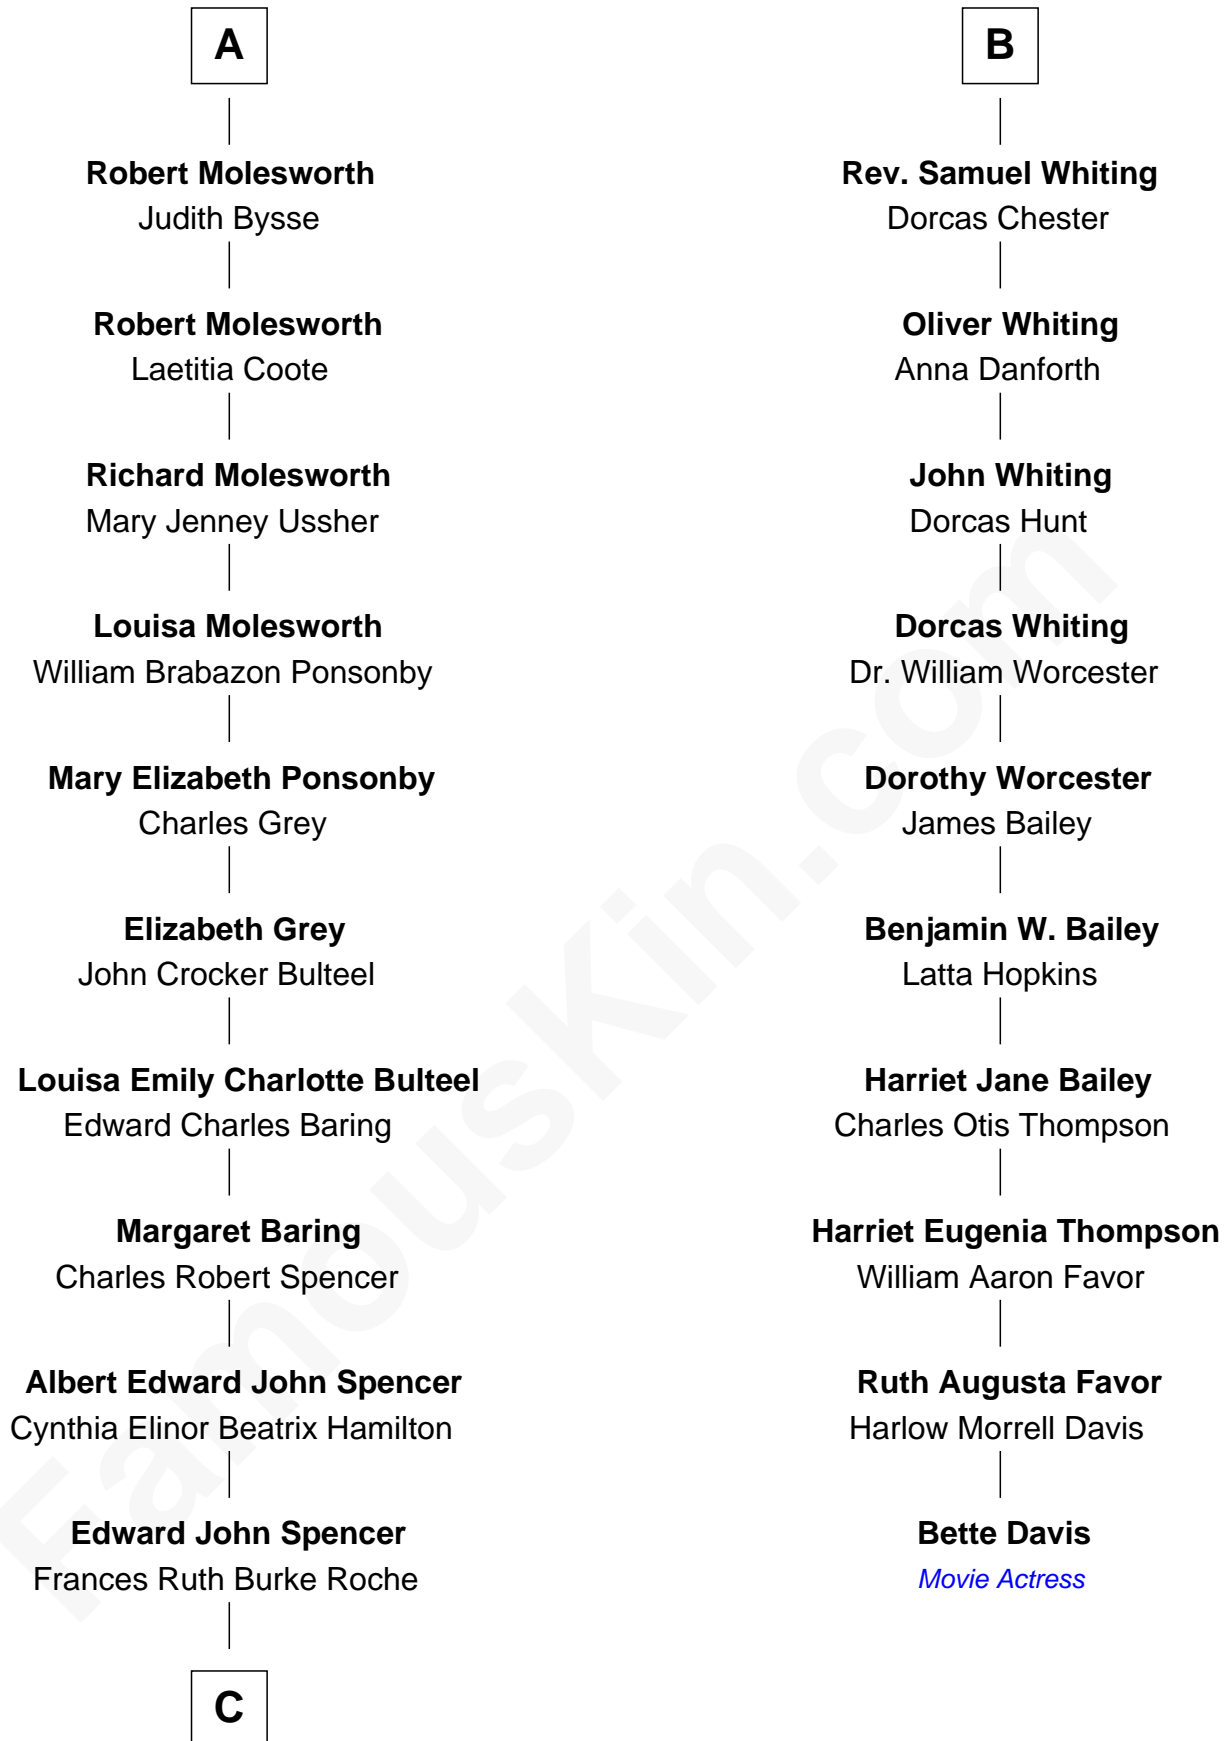 A
Robert Molesworth
Judith Bysse
Robert Molesworth
Laetitia Coote
Richard Molesworth
Mary Jenney Ussher
Louisa Molesworth
William Brabazon Ponsonby
Mary Elizabeth Ponsonby
Charles Grey
Elizabeth Grey
John Crocker Bulteel
Louisa Emily Charlotte Bulteel
Edward Charles Baring
Margaret Baring
Charles Robert Spencer
Albert Edward John Spencer
Cynthia Elinor Beatrix Hamilton
Edward John Spencer
Frances Ruth Burke Roche
C
B
Rev. Samuel Whiting
Dorcas Chester
Oliver Whiting
Anna Danforth
John Whiting
Dorcas Hunt
Dorcas Whiting
Dr. William Worcester
Dorothy Worcester
James Bailey
Benjamin W. Bailey
Latta Hopkins
Harriet Jane Bailey
Charles Otis Thompson
Harriet Eugenia Thompson
William Aaron Favor
Ruth Augusta Favor
Harlow Morrell Davis
Bette Davis
Movie Actress
FamousKin.com